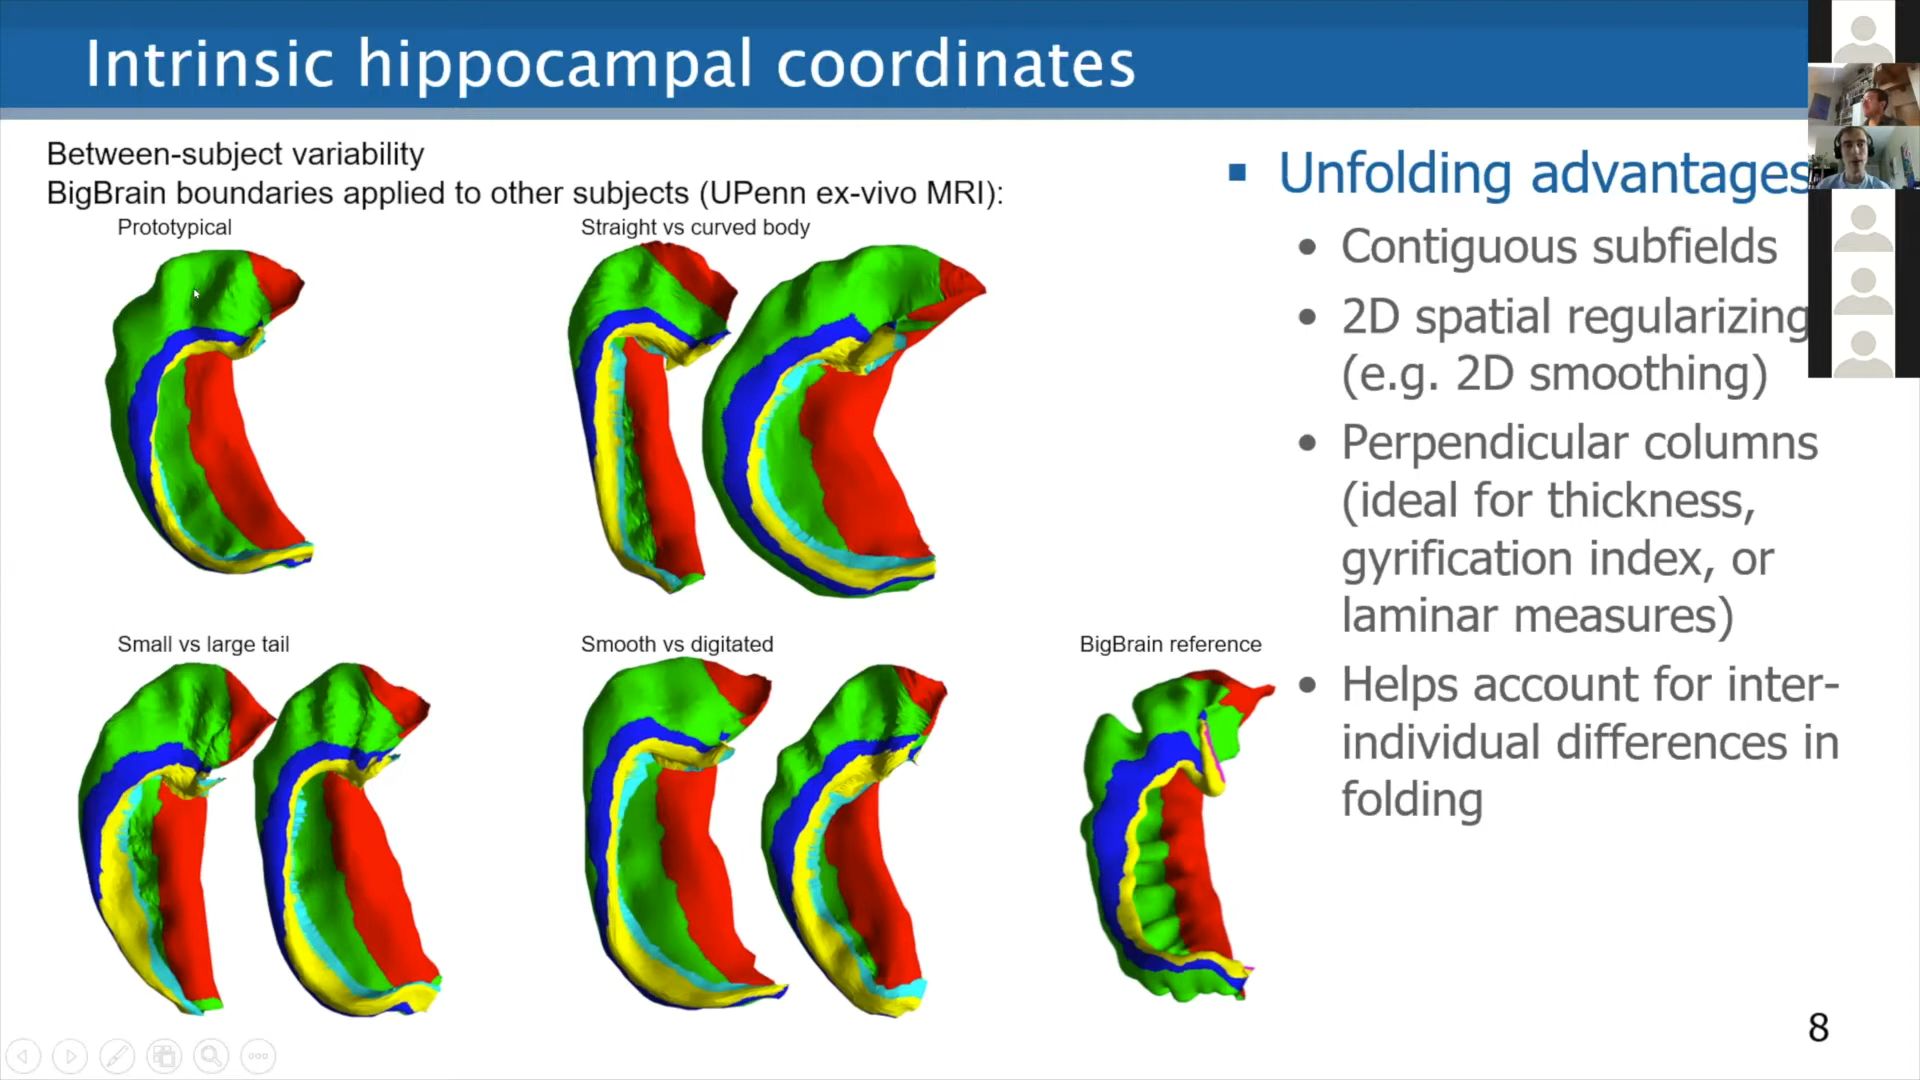 Intrinsic hippocampal coordinates
Between-subject variability
BigBrain boundaries applied to other subjects (UPenn ex-vivo MRI):
Prototypical
Straight vs curved body
Small vs large tail
Smooth vs digitated
BigBrain reference
Unfolding advantages
Contiguous subfields
2D spatial regularizing
(e.g. 2D smoothing)
Perpendicular columns
(ideal for thickness,
gyrification index, or
laminar measures)
Helps account for inter-
individual differences in
folding
8